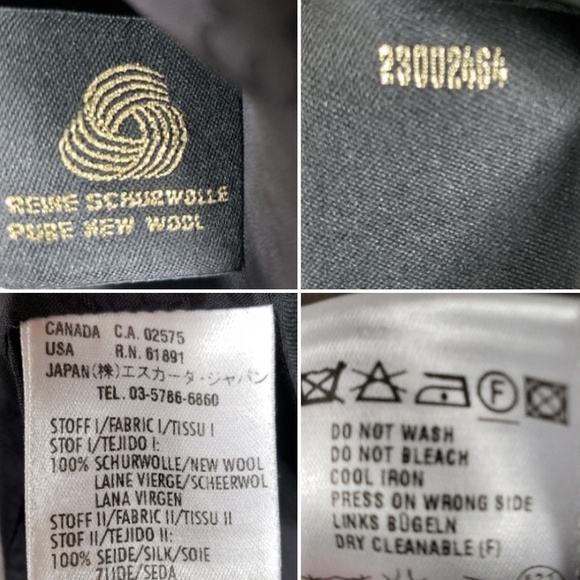 REINE SCHURWOLLE
PURE NEW WOOL
23002464
CANADA C.A. 02575
USA R.N. 61891
JAPAN (株)エスカーダ・ジャパン
TEL. 03-5786-6860
STOFF I/FABRIC I/TISSU I
STOF I/TEJIDO I:
100% SCHURWOLLE/NEW WOOL
LAINE VIERGE/SCHEERWOL
LANA VIRGEN
STOFF II/FABRIC II/TISSU II
STOF II/TEJIDO II:
100% SEIDE/SILK/SOIE
ZIJDE/SEDA
F
DO NOT WASH
DO NOT BLEACH
COOL IRON
PRESS ON WRONG SIDE
LINKS BÜGELN
DRY CLEANABLE (F)